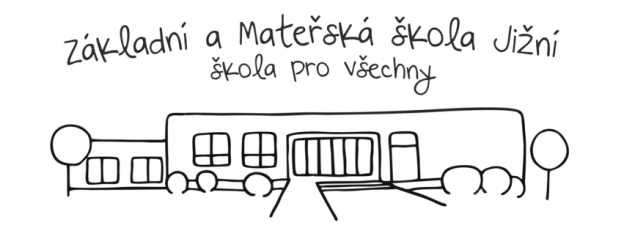 Základní a Mateřská škola Jižní
škola pro všechny